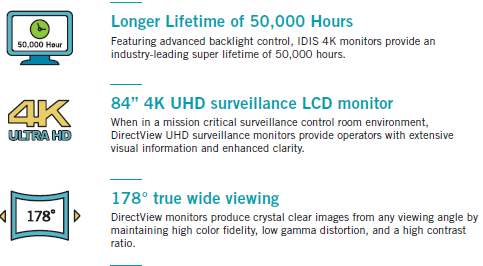 50,000 Hour
Longer Lifetime of 50,000 Hours
Featuring advanced backlight control, IDIS 4K monitors provide an
industry-leading super lifetime of 50,000 hours.
4K
ULTRA HD
84” 4K UHD surveillance LCD monitor
When in a mission critical surveillance control room environment,
DirectView UHD surveillance monitors provide operators with extensive
visual information and enhanced clarity.
178°
178° true wide viewing
DirectView monitors produce crystal clear images from any viewing angle by
maintaining high color fidelity, low gamma distortion, and a high contrast
ratio.